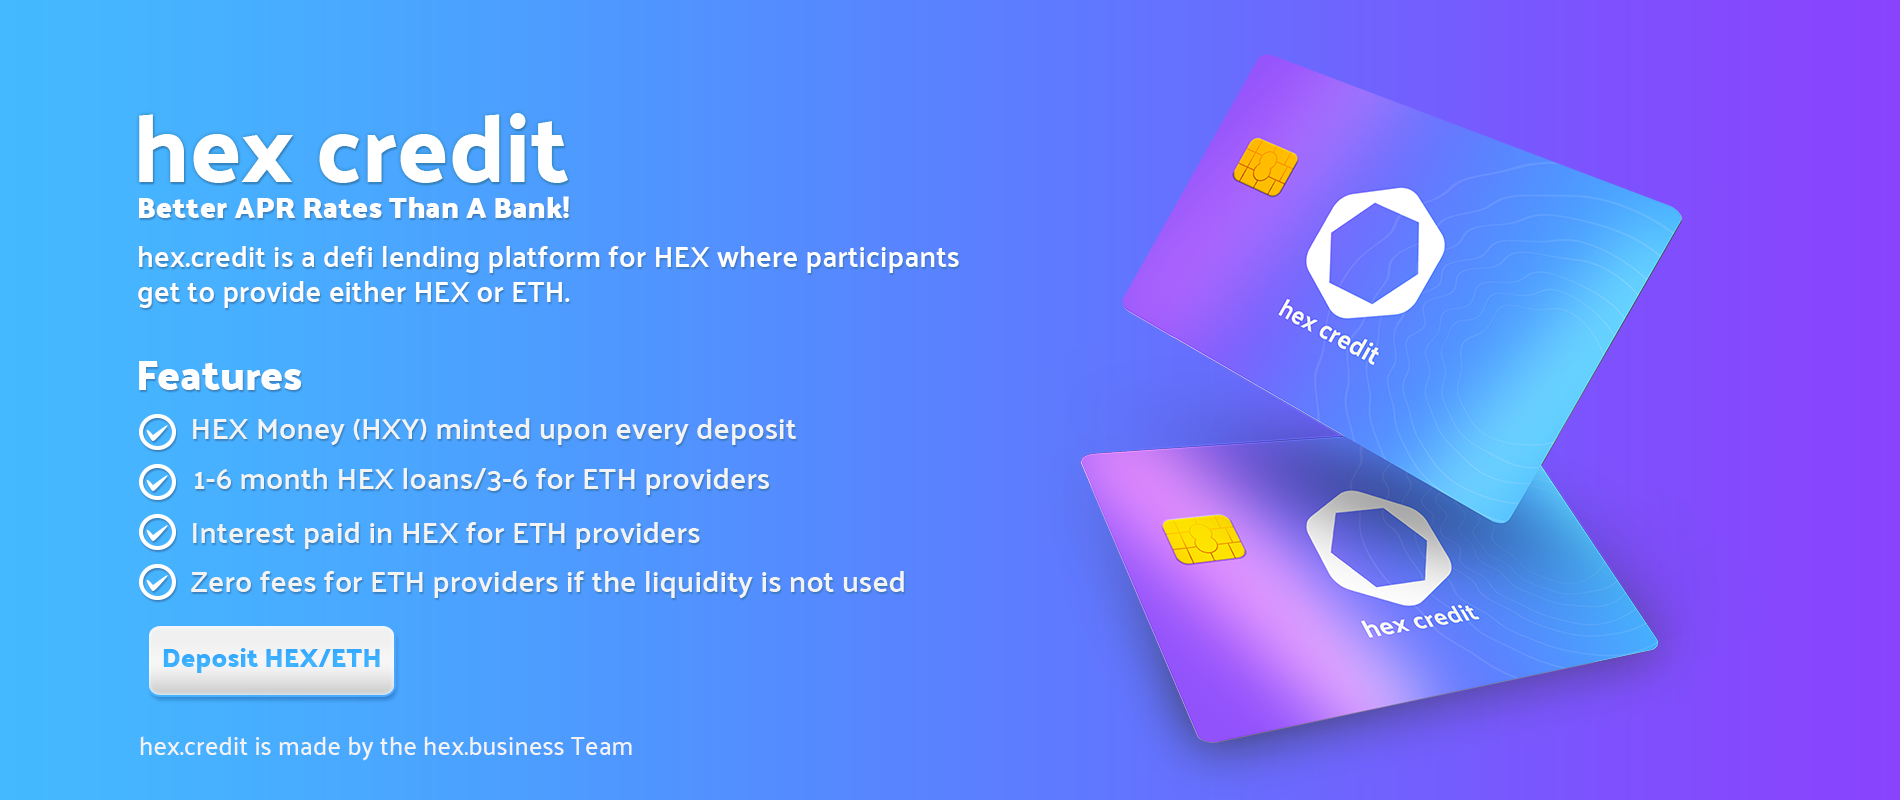 hex credit
Better APR Rates Than A Bank!
hex.credit is a defi lending platform for HEX where participants
get to provide either HEX or ETH.
Features
HEX Money (HXY) minted upon every deposit
1-6 month HEX loans/3-6 for ETH providers
Interest paid in HEX for ETH providers
Zero fees for ETH providers if the liquidity is not used
Deposit HEX/ETH
hex.credit is made by the hex.business Team
hex credit
hex credit